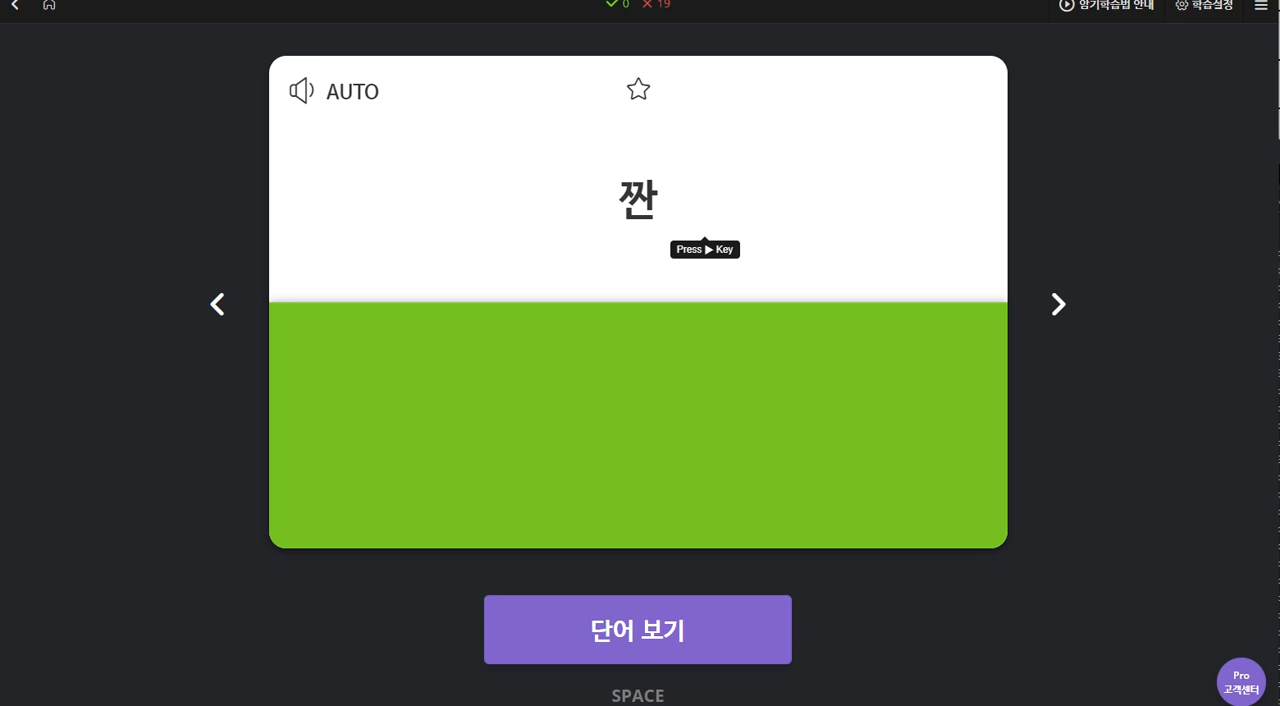 0 19 암기학습법 안내 학습설정
AUTO
짠
Press ▶ Key
단어 보기
SPACE
Pro
고객센터